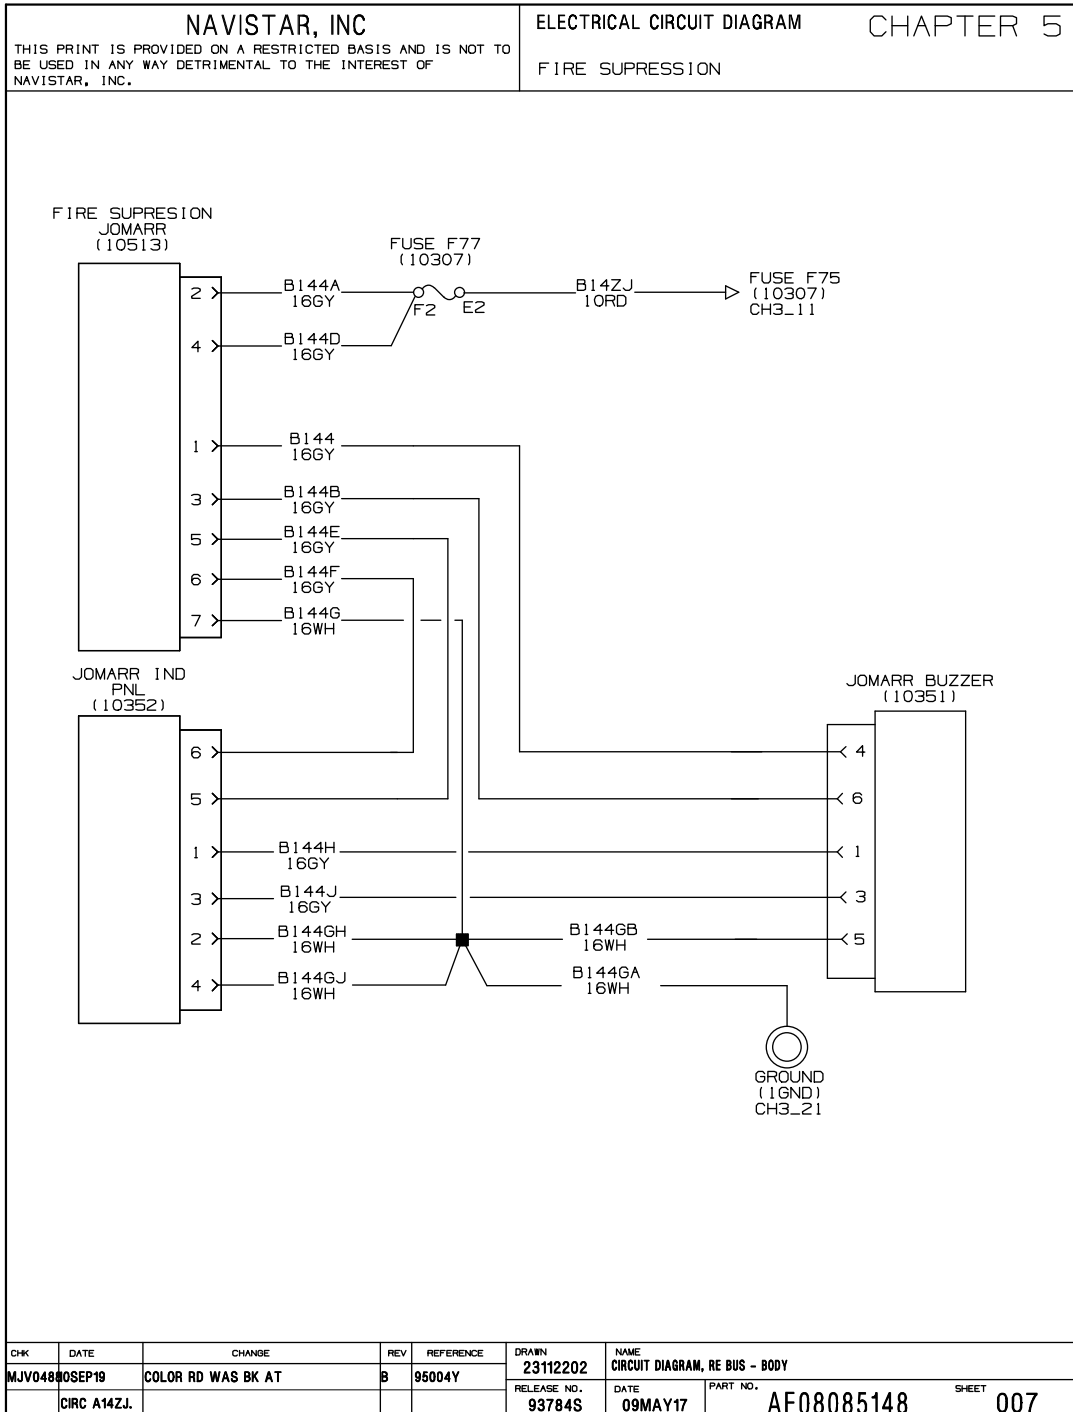 NAVISTAR, INC
THIS PRINT IS PROVIDED ON A RESTRICTED BASIS AND IS NOT TO
BE USED IN ANY WAY DETRIMENTAL TO THE INTEREST OF
NAVISTAR, INC.
ELECTRICAL CIRCUIT DIAGRAM
CHAPTER 5
FIRE SUPRESSION
FIRE SUPRESION
JOMARR
(10513)
FUSE F77
(10307)
2
B144A
16GY
F2
E2
B14ZJ
10RD
FUSE F75
(10307)
CH3_11
4
B144D
16GY
1
B144
16GY
3
B144B
16GY
5
B144E
16GY
6
B144F
16GY
7
B144G
16WH
JOMARR IND
PNL
(10352)
JOMARR BUZZER
(10351)
6
4
5
6
1
B144H
16GY
1
3
B144J
16GY
3
2
B144GH
16WH
B144GB
16WH
5
4
B144GJ
16WH
B144GA
16WH
GROUND
(1GND)
CH3_21
CHK
DATE
CHANGE
REV
REFERENCE
MJV048
0SEP19
COLOR RD WAS BK AT
B
95004Y
CIRC A14ZJ.
DRAWN
23112202
NAME
CIRCUIT DIAGRAM, RE BUS - BODY
RELEASE NO.
93784S
DATE
09MAY17
PART NO.
AE08085148
SHEET
007